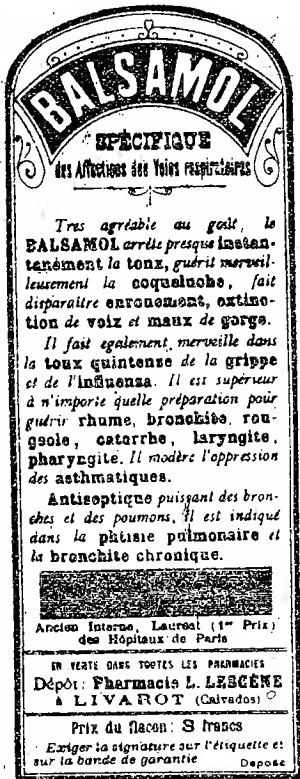 BALSAMOL
SPÉCIFIQUE
des Affections des Voies respiratoires
Tres agréable au goût, le
BALSAMOL arrête presque instan-
tanément la toux, guérit merveil-
leusement la coqueluche, fait
disparaître enrouement, extinc-
tion de voix et maux de gorge.
Il fait egalement merveille dans
la toux quinteuse de la grippe
et de l'influenza. Il est supérieur
à n'importe quelle préparation pour
guérir rhume, bronchite, rou-
geole, catarrhe, laryngite,
pharyngite. Il modère l'oppression
des asthmatiques.
Antiseptique puissant des bron-
ches et des poumons, il est indiqué
dans la phtisie pulmonaire et
la bronchite chronique.
Ancien Interne, Lauréat (1er Prix)
des Hôpitaux de Paris
EN VENTE DANS TOUTES LES PHARMACIES
Dépôt: Pharmacie L. LESCÈNE
à LIVAROT (Calvados)
Prix du flacon: 3 francs
Exiger la signature sur l'étiquette et
sur la bande de garantie Déposé